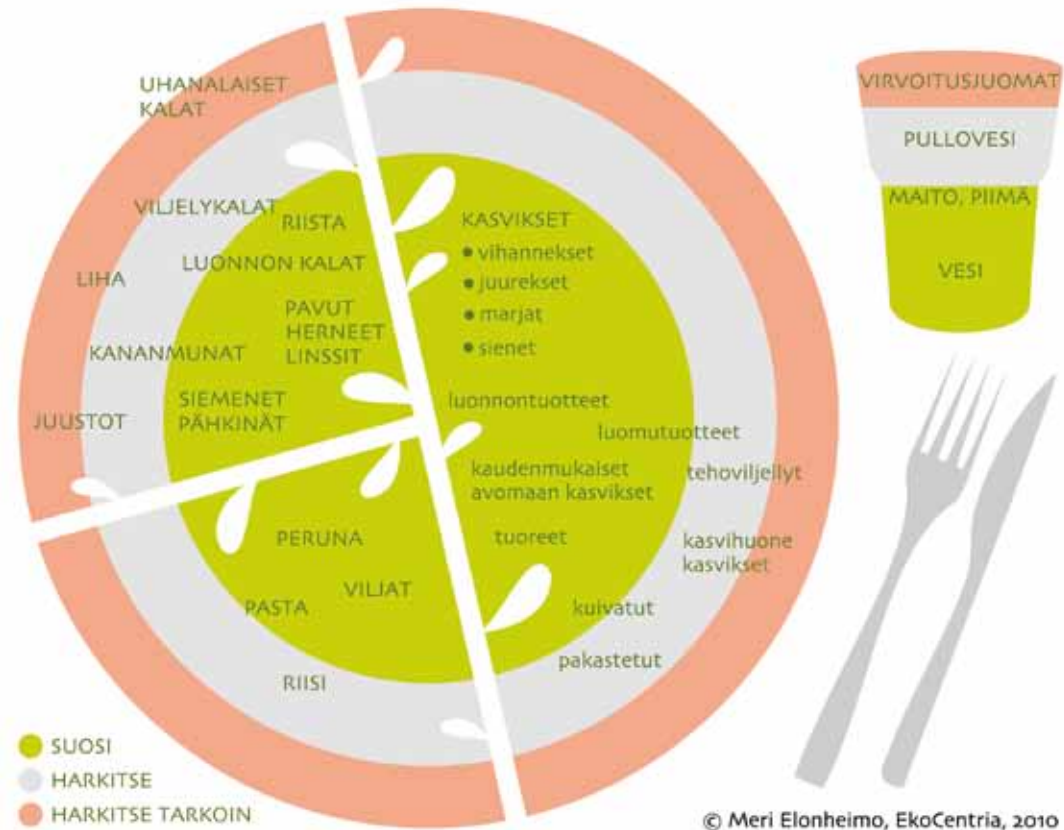 UHANALAISET
KALAT
VILJELYKALAT
RIISTA
LIHA
LUONNON KALAT
PAVUT
HERNEET
LINSSIT
KANANMUNAT
SIEMENET
PÄHKINÄT
JUUSTOT
KASVIKSET
• vihannekset
• juurekset
• marjat
• sienet
luonnontuotteet
luomutuotteet
kaudenmukaiset
avomaan kasvikset
tehoviljellyt
tuoreet
kasvihuone
kasvikset
kuivatut
pakastetut
PERUNA
VILJAT
PASTA
RIISI
VIRVOITUSJUOMAT
PULLOVESI
MAITO, PIIMÄ
VESI
SUOSI
HARKITSE
HARKITSE TARKOIN
© Meri Elonheimo, EkoCentria, 2010